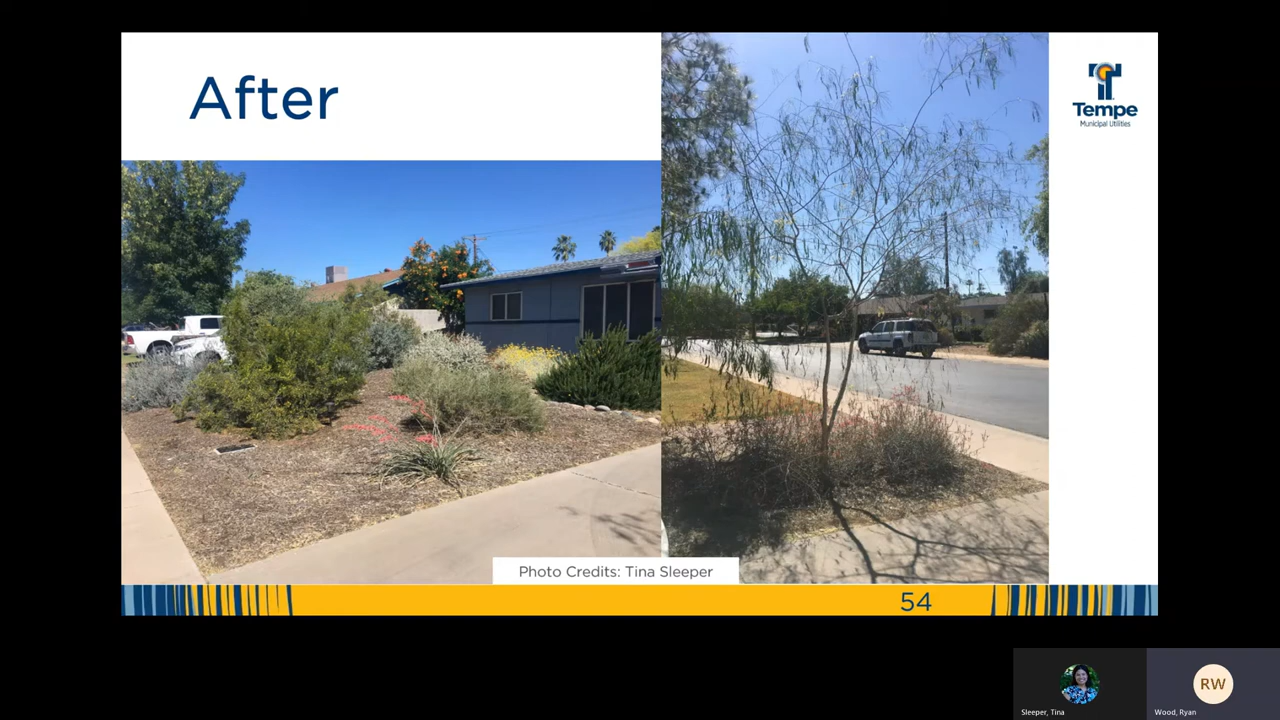 After
Tempe
Municipal Utilities
Photo Credits: Tina Sleeper
54
RW
Sleeper, Tina
Wood, Ryan